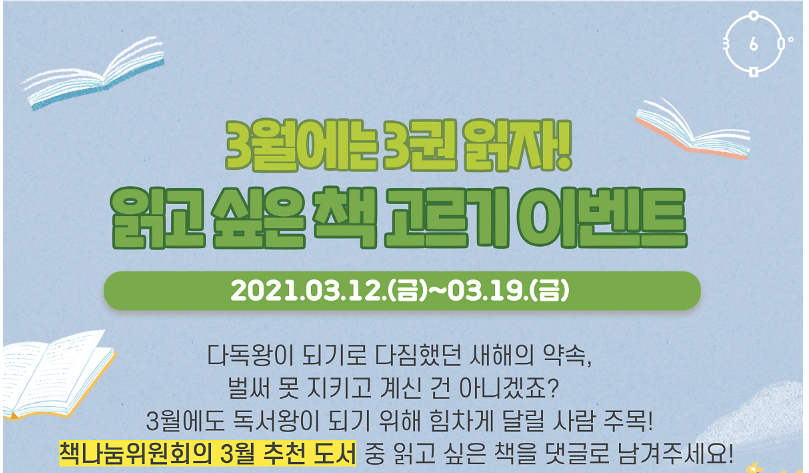 3 6 0°
3월에는 3권 읽자!
읽고 싶은 책 고르기 이벤트
2021.03.12.(금)~03.19.(금)
다독왕이 되기로 다짐했던 새해의 약속,
벌써 못 지키고 계신 건 아니겠죠?
3월에도 독서왕이 되기 위해 힘차게 달릴 사람 주목!
책나눔위원회의 3월 추천 도서 중 읽고 싶은 책을 댓글로 남겨주세요!